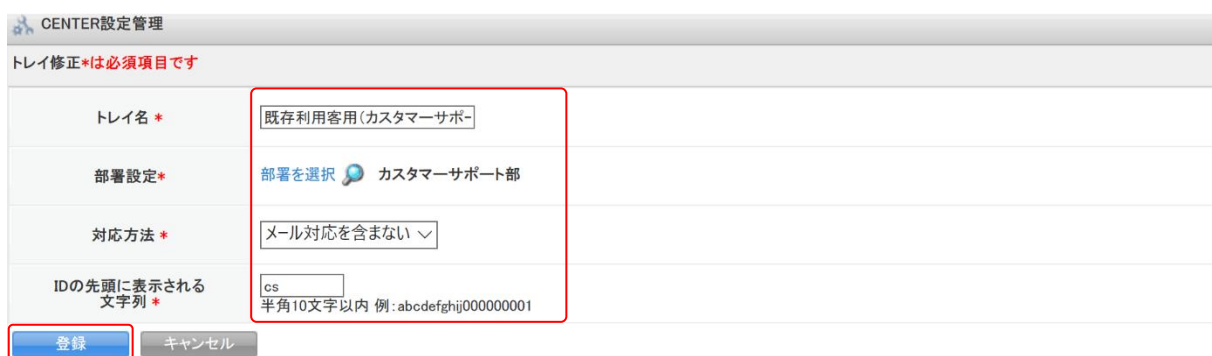 CENTER設定管理
トレイ修正*は必須項目です
トレイ名 *
既存利用客用(カスタマーサポー
部署設定*
部署を選択 カスタマーサポート部
対応方法 *
メール対応を含まない
IDの先頭に表示される
文字列 *
cs
半角10文字以内 例:abcdefghij000000001
登録 キャンセル